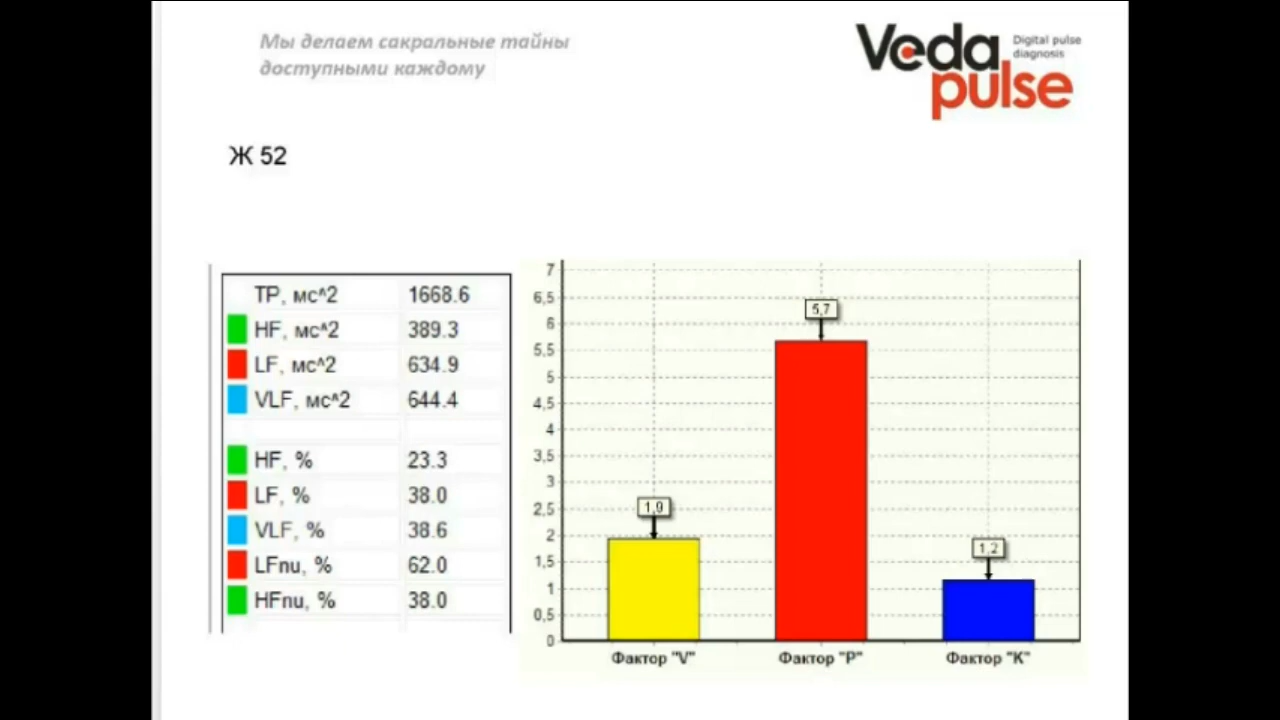 Мы делаем сакральные тайны
доступными каждому
Veda
pulse
Digital pulse
diagnosis
Ж 52
TP, мс^2 1668.6
HF, мс^2 389.3
LF, мс^2 634.9
VLF, мс^2 644.4
HF, % 23.3
LF, % 38.0
VLF, % 38.6
LFnu, % 62.0
HFnu, % 38.0
7
6,5
6
5,5
5
4,5
4
3,5
3
2,5
2
1,5
1
0,5
0
1,9
5,7
1,2
Фактор "V" Фактор "P" Фактор "K"